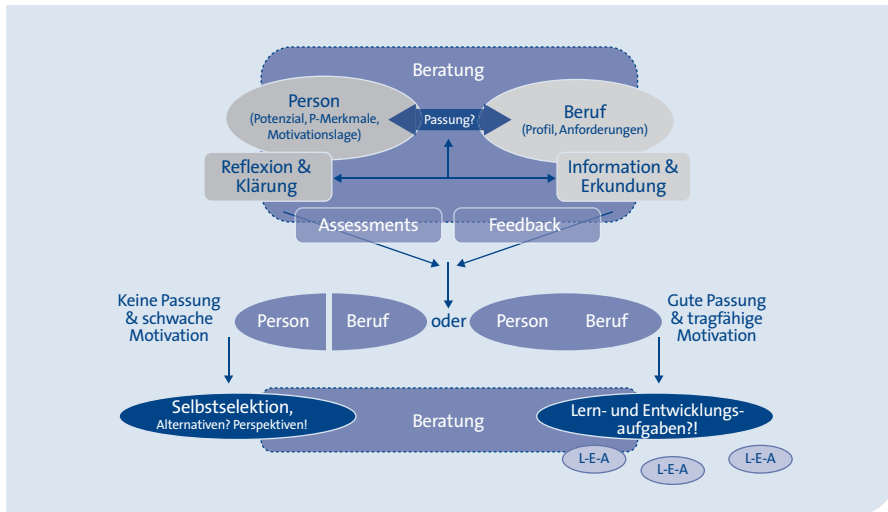 Beratung
Person
(Potenzial, P-Merkmale,
Motivationslage)
Passung?
Beruf
(Profil, Anforderungen)
Reflexion &
Klärung
Information &
Erkundung
Assessments
Feedback
Keine Passung
& schwache
Motivation
Person
Beruf
oder
Person
Beruf
Gute Passung
& tragfähige
Motivation
Selbstselektion,
Alternativen? Perspektiven!
Beratung
Lern- und Entwicklungs-
aufgaben?!
L-E-A
L-E-A
L-E-A